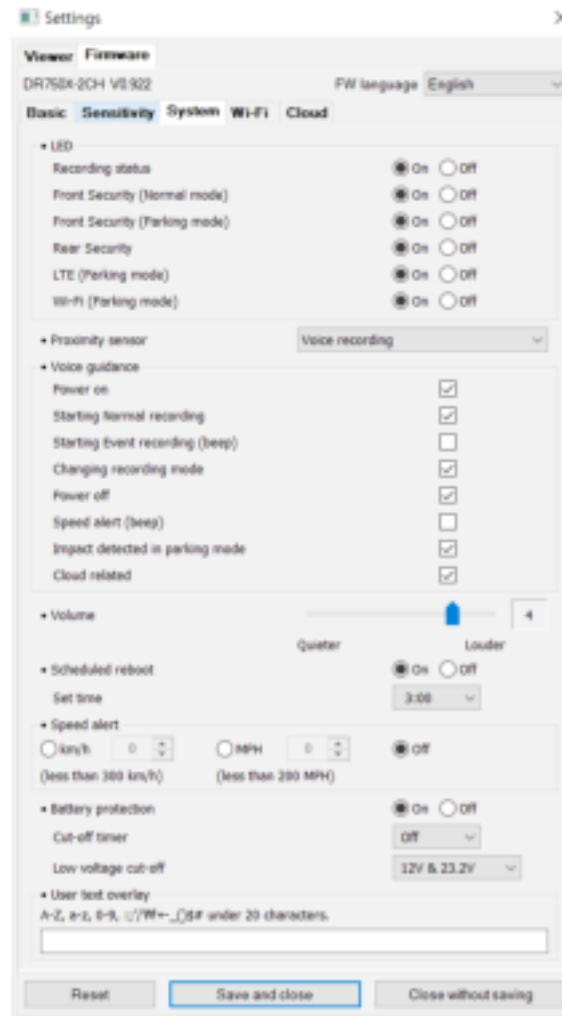 Settings
Viewer Firmware
DR750X-2CH V0.922 FW language English
Basic Sensitivity System Wi-Fi Cloud
• LED
Recording status On Off
Front Security (Normal mode) On Off
Front Security (Parking mode) On Off
Rear Security On Off
LTE (Parking mode) On Off
Wi-Fi (Parking mode) On Off
• Proximity sensor Voice recording
• Voice guidance
Power on
Starting Normal recording
Starting Event recording (beep)
Changing recording mode
Power off
Speed alert (beep)
Impact detected in parking mode
Cloud related
• Volume 4
Quieter Louder
• Scheduled reboot On Off
Set time 3:00
• Speed alert
km/h 0 MPH 0 Off
(less than 300 km/h) (less than 200 MPH)
• Battery protection On Off
Cut-off timer Off
Low voltage cut-off 12V & 23.2V
• User text overlay
A-Z, a-z, 0-9, under 20 characters.
Reset Save and close Close without saving